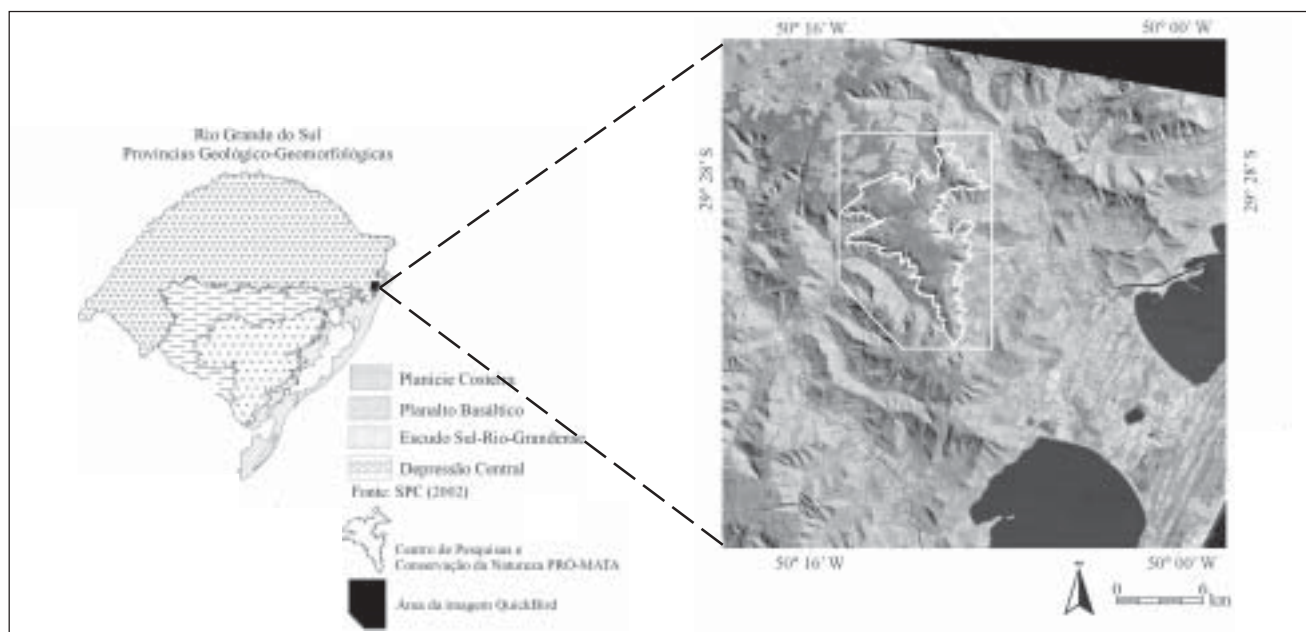 Rio Grande do Sul
Províncias Geológico-Geomorfológicas
Planície Costeira
Planalto Basáltico
Escudo Sul-Rio-Grandense
Depressão Central
Fonte: SPC (2002)
Centro de Pesquisas e
Conservação da Natureza PRÓ-MATA
Área da imagem QuickBird
50° 16' W
50° 00' W
29° 28' S
29° 28' S
50° 16' W
50° 00' W
0 6
km